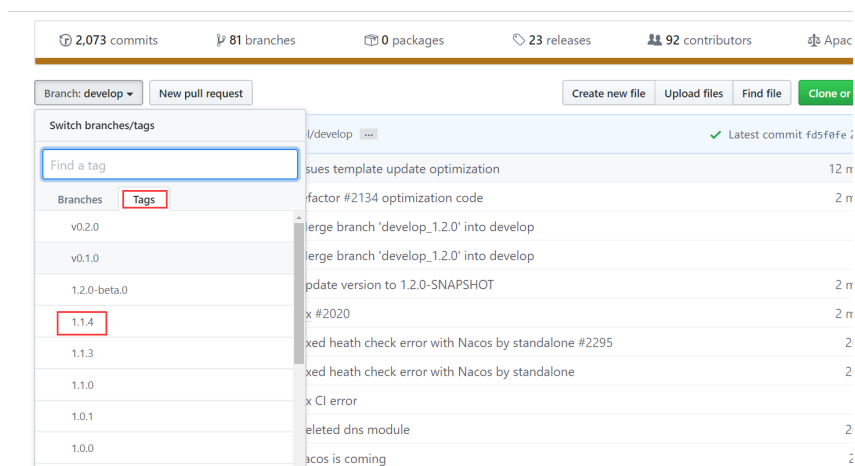 2,073 commits 81 branches 0 packages 23 releases 92 contributors
Branch: develop New pull request Create new file Upload files Find file Clone or
Switch branches/tags
l/develop ... Latest commit fd5f0fe
Find a tag
sues template update optimization 12 m
Branches Tags
factor #2134 optimization code 2 m
v0.2.0
erge branch 'develop_1.2.0' into develop
v0.1.0
erge branch 'develop_1.2.0' into develop
1.2.0-beta.0
pdate version to 1.2.0-SNAPSHOT 2 m
1.1.4
x #2020 2 m
1.1.3
xed heath check error with Nacos by standalone #2295 2
1.1.0
xed heath check error with Nacos by standalone 2
x CI error
1.0.1
eleted dns module 2
1.0.0
acos is coming 2